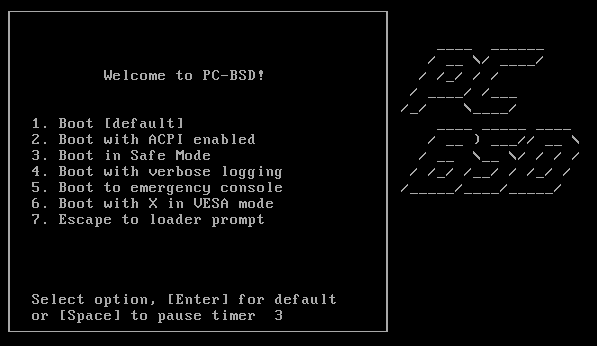 Welcome to PC-BSD!
1. Boot [default]
2. Boot with ACPI enabled
3. Boot in Safe Mode
4. Boot with verbose logging
5. Boot to emergency console
6. Boot with X in VESA mode
7. Escape to loader prompt
Select option, [Enter] for default
or [Space] to pause timer  3
PC
BSD